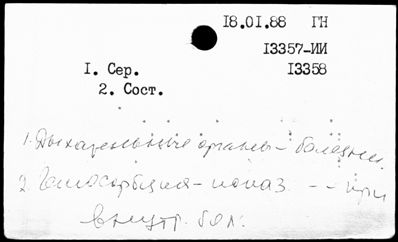 18.01.88 ГН
13357-ИИ
1. Сер. 13358
2. Сост.
1. Дыхательные органы - болезни.
2. Гемосорбция - показ. - - при
внутр. бол.